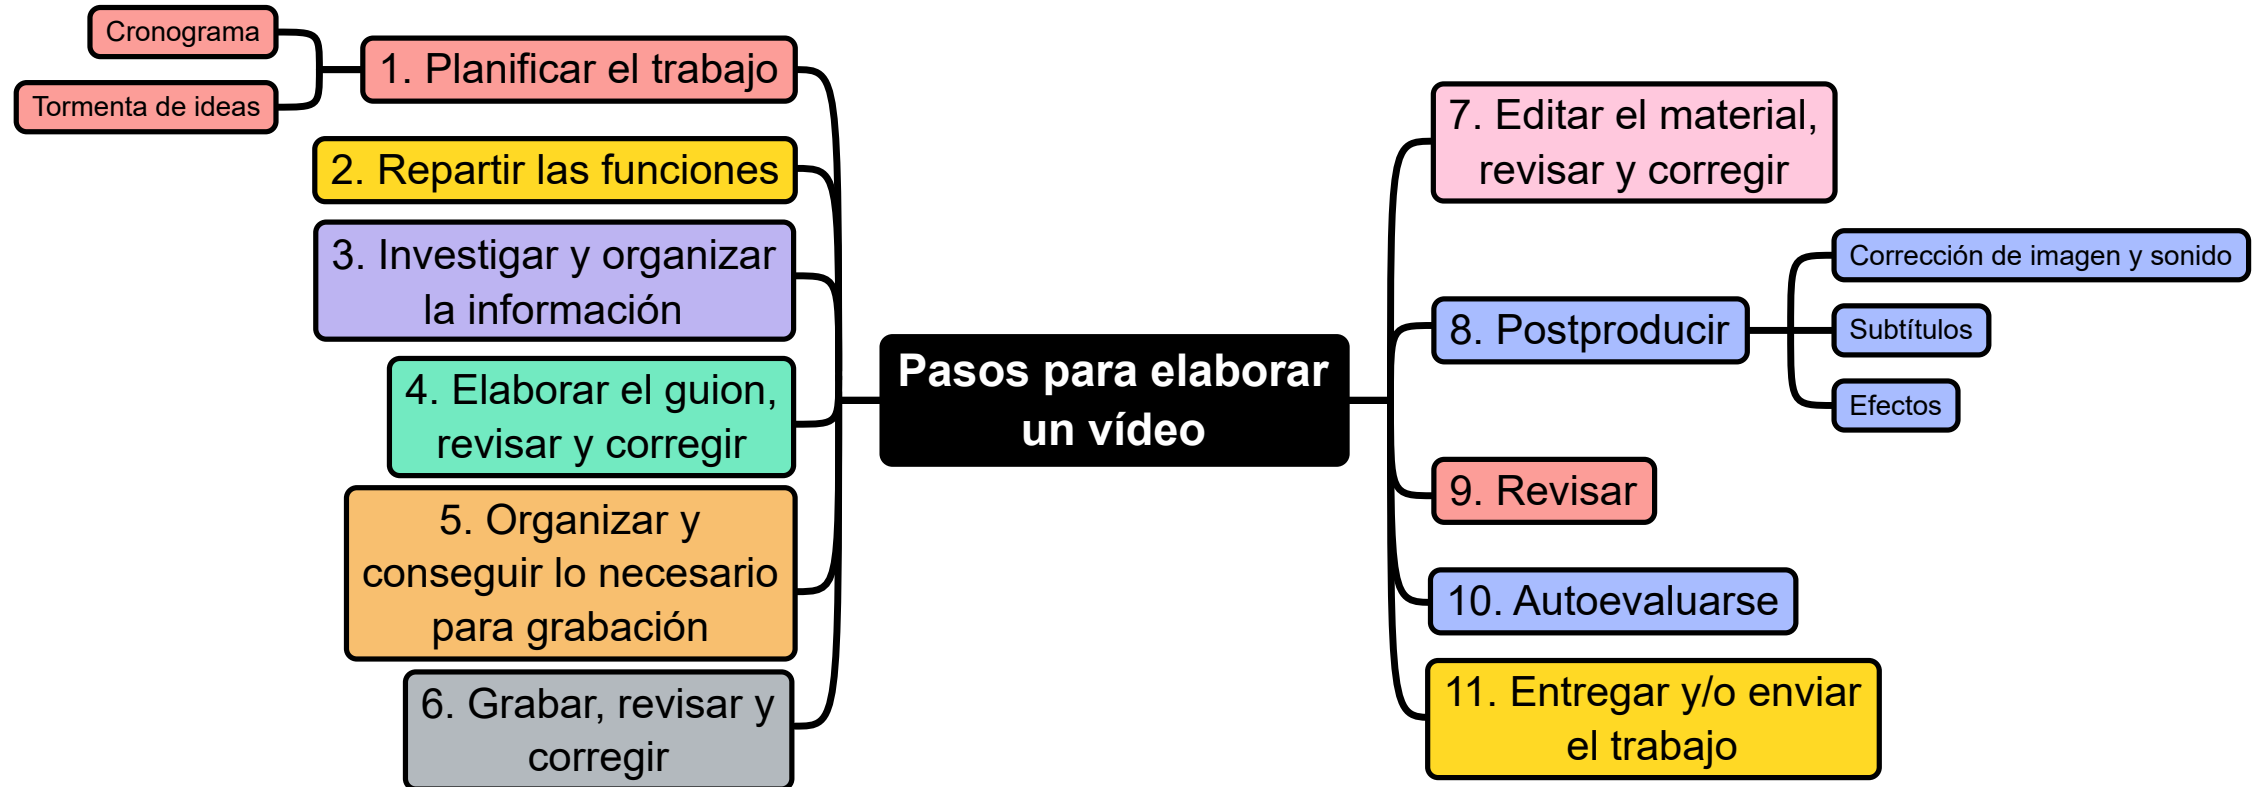 Cronograma
Tormenta de ideas
1. Planificar el trabajo
2. Repartir las funciones
3. Investigar y organizar
la información
4. Elaborar el guion,
revisar y corregir
5. Organizar y
conseguir lo necesario
para grabación
6. Grabar, revisar y
corregir
Pasos para elaborar
un vídeo
7. Editar el material,
revisar y corregir
8. Postproducir
Corrección de imagen y sonido
Subtítulos
Efectos
9. Revisar
10. Autoevaluarse
11. Entregar y/o enviar
el trabajo